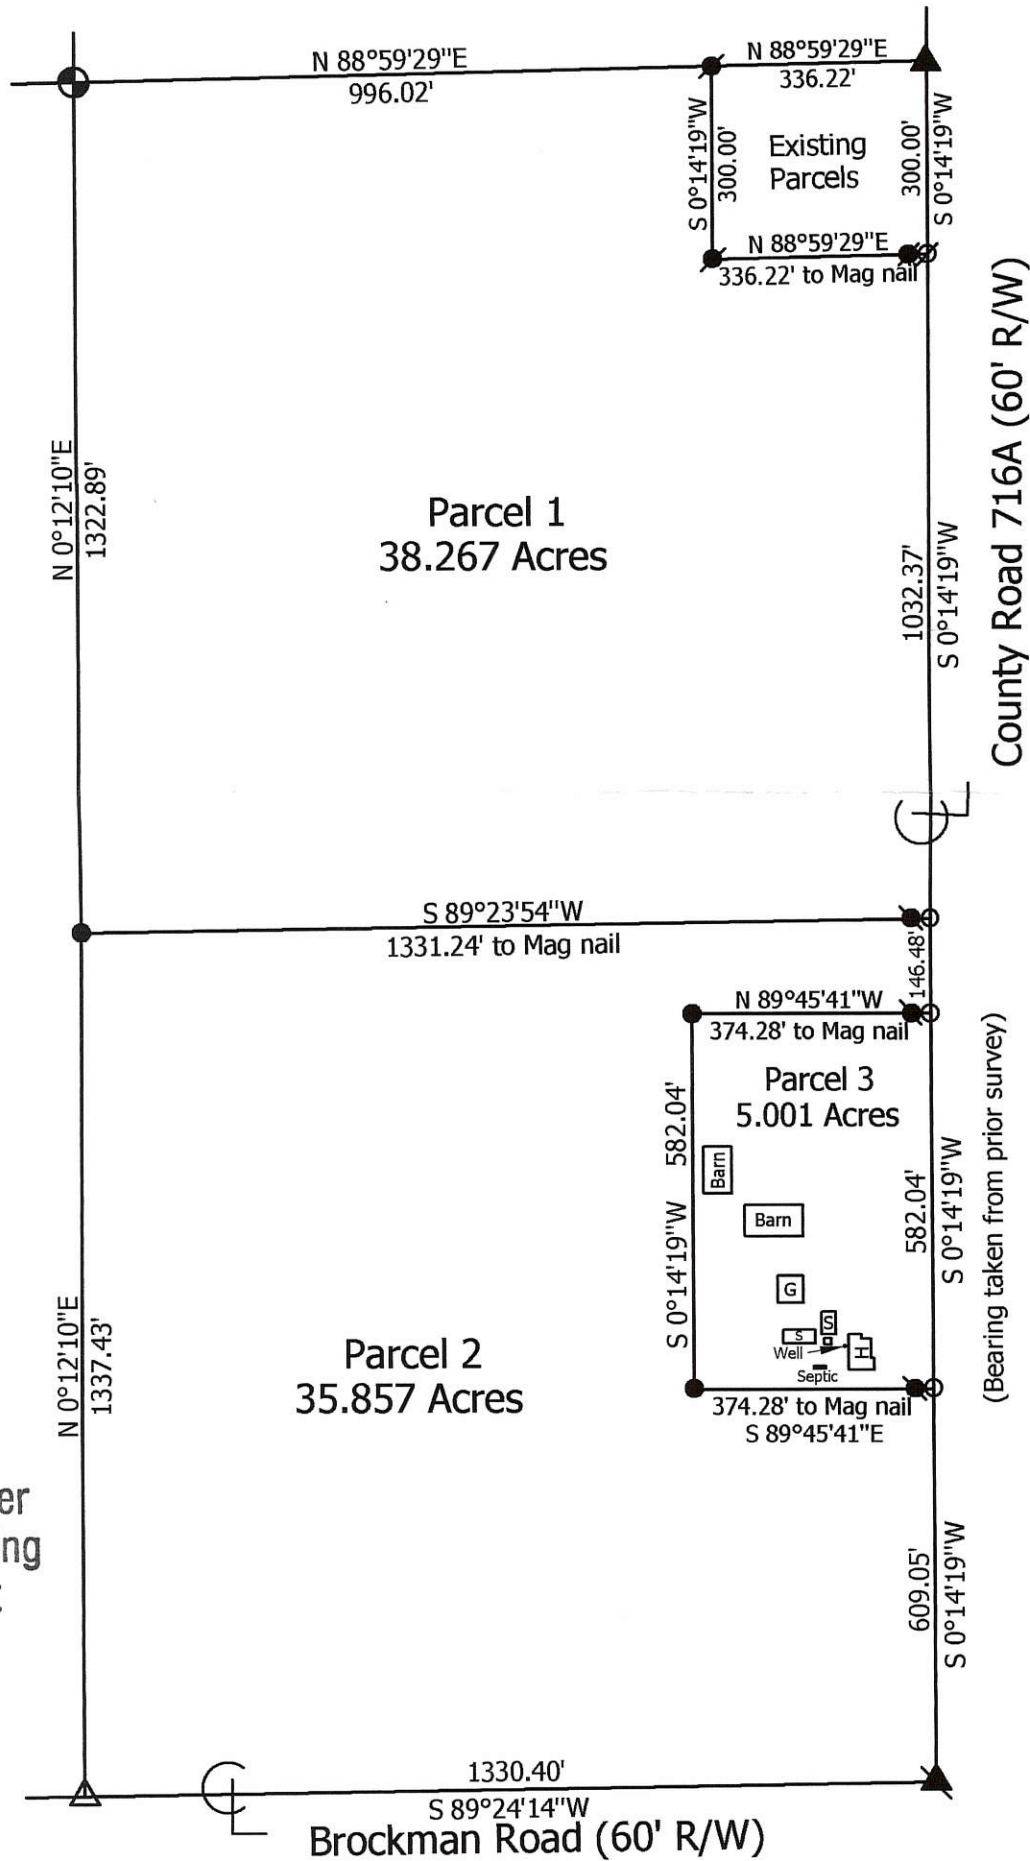 N 88°59'29"E
996.02'
N 88°59'29"E
336.22'
S 0°14'19"W
300.00'
Existing
Parcels
300.00'
S 0°14'19"W
N 88°59'29"E
336.22' to Mag nail
County Road 716A (60' R/W)
N 0°12'10"E
1322.89'
Parcel 1
38.267 Acres
1032.37'
S 0°14'19"W
S 89°23'54"W
1331.24' to Mag nail
146.48'
N 89°45'41"W
374.28' to Mag nail
Parcel 3
5.001 Acres
582.04'
S 0°14'19"W
Barn
Barn
G
S
S
Well
H
Septic
582.04'
S 0°14'19"W
(Bearing taken from prior survey)
374.28' to Mag nail
S 89°45'41"E
N 0°12'10"E
1337.43'
Parcel 2
35.857 Acres
er
ng
609.05'
S 0°14'19"W
1330.40'
S 89°24'14"W
Brockman Road (60' R/W)